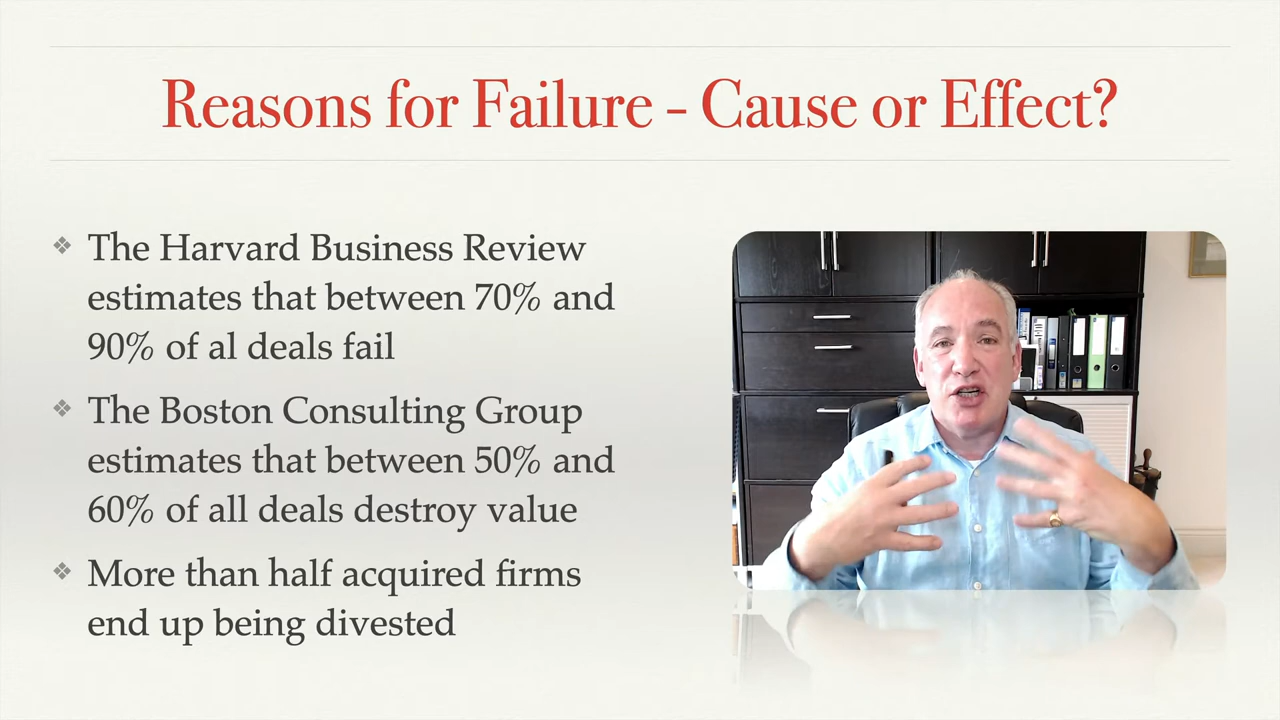 Reasons for Failure - Cause or Effect?
❖ The Harvard Business Review
estimates that between 70% and
90% of al deals fail
❖ The Boston Consulting Group
estimates that between 50% and
60% of all deals destroy value
❖ More than half acquired firms
end up being divested